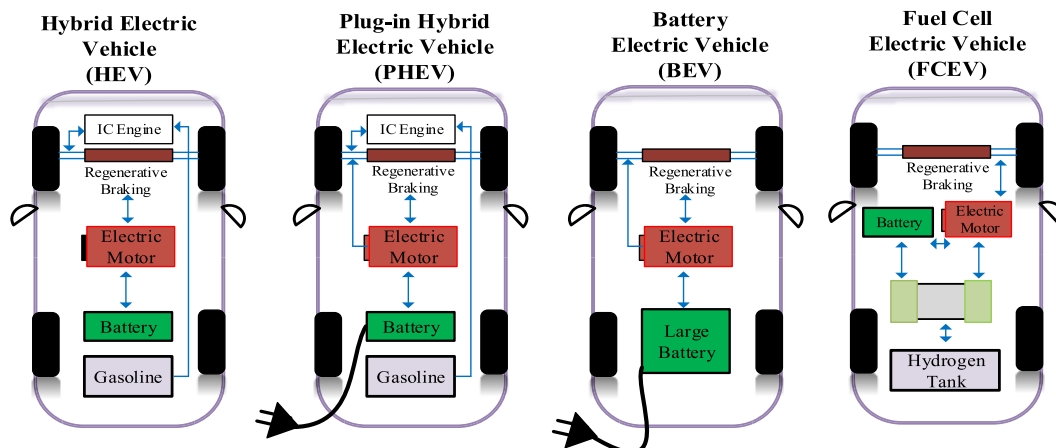 Hybrid Electric
Vehicle
(HEV)
IC Engine
Regenerative
Braking
Electric
Motor
Battery
Gasoline
Plug-in Hybrid
Electric Vehicle
(PHEV)
IC Engine
Regenerative
Braking
Electric
Motor
Battery
Gasoline
Battery
Electric Vehicle
(BEV)
Regenerative
Braking
Electric
Motor
Large
Battery
Fuel Cell
Electric Vehicle
(FCEV)
Regenerative
Braking
Battery
Electric
Motor
Hydrogen
Tank